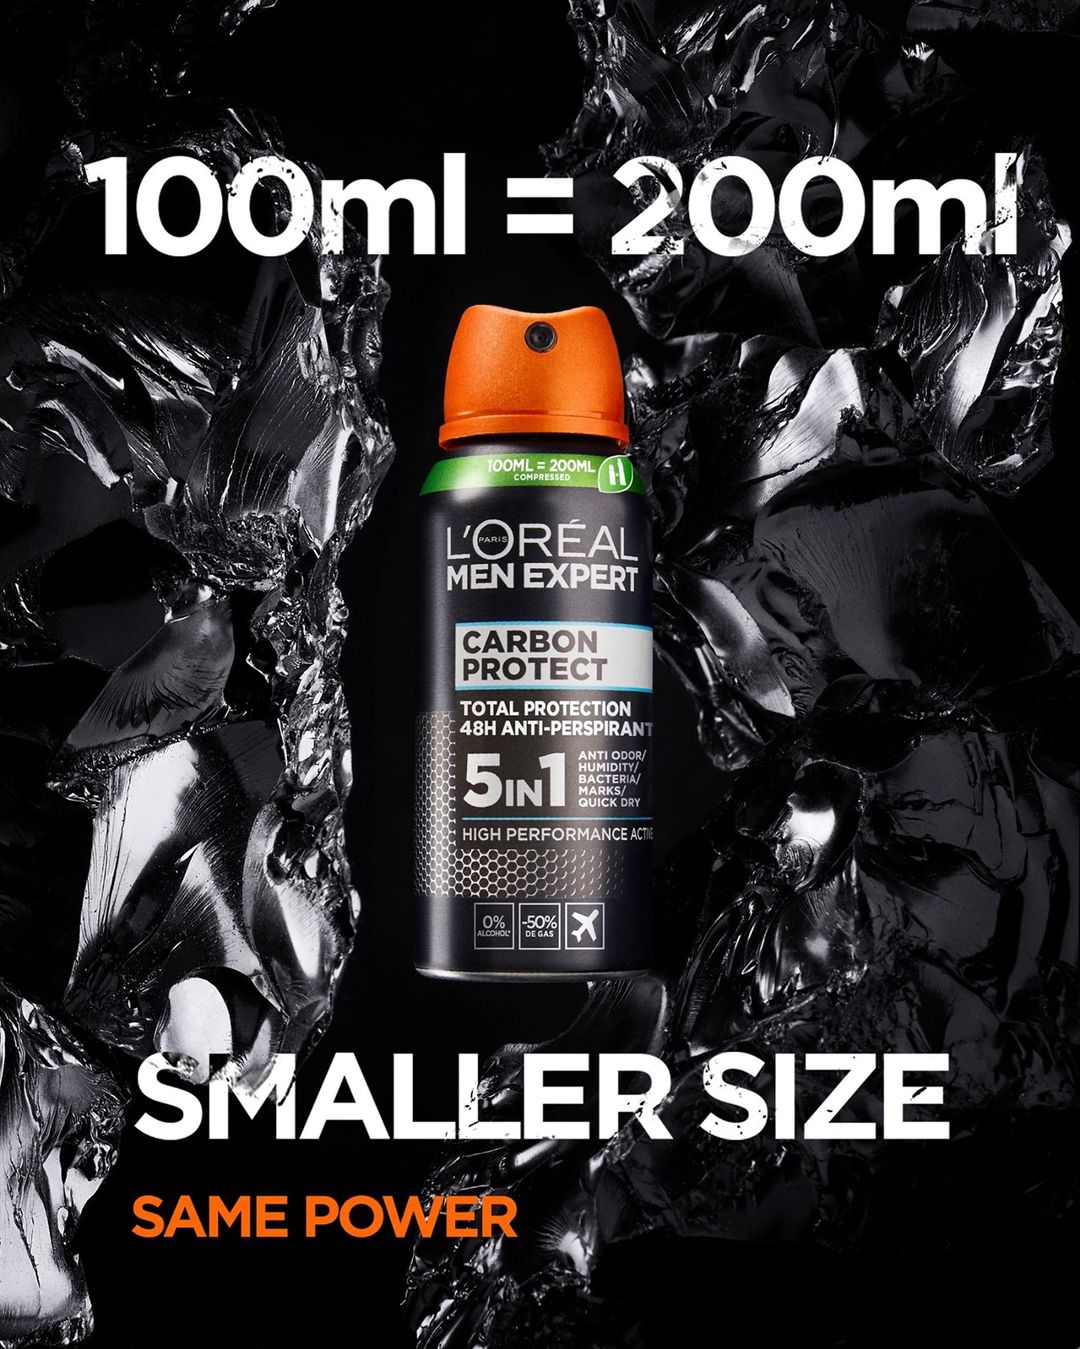 100ml = 200ml
100ML = 200ML
COMPRESSED
L'ORÉAL
PARIS
MEN EXPERT
CARBON
PROTECT
TOTAL PROTECTION
48H ANTI-PERSPIRANT
5IN1
ANTI ODOR/
HUMIDITY/
BACTERIA/
MARKS/
QUICK DRY
HIGH PERFORMANCE
0%
ALCOHOL*
-50%
DE GAS
SMALLER SIZE
SAME POWER